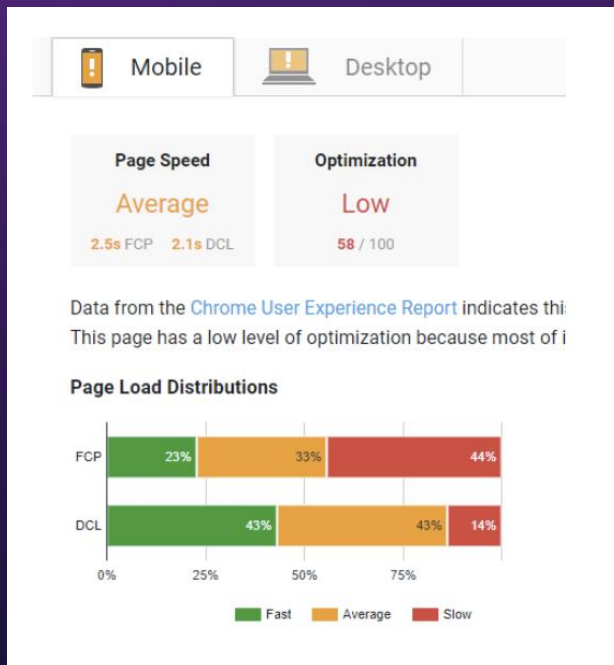 Mobile
Desktop
Page Speed
Average
2.5s FCP 2.1s DCL
Optimization
Low
58 / 100
Data from the Chrome User Experience Report indicates this
This page has a low level of optimization because most of i
Page Load Distributions
FCP 23% 33% 44%
DCL 43% 43% 14%
0% 25% 50% 75%
Fast Average Slow